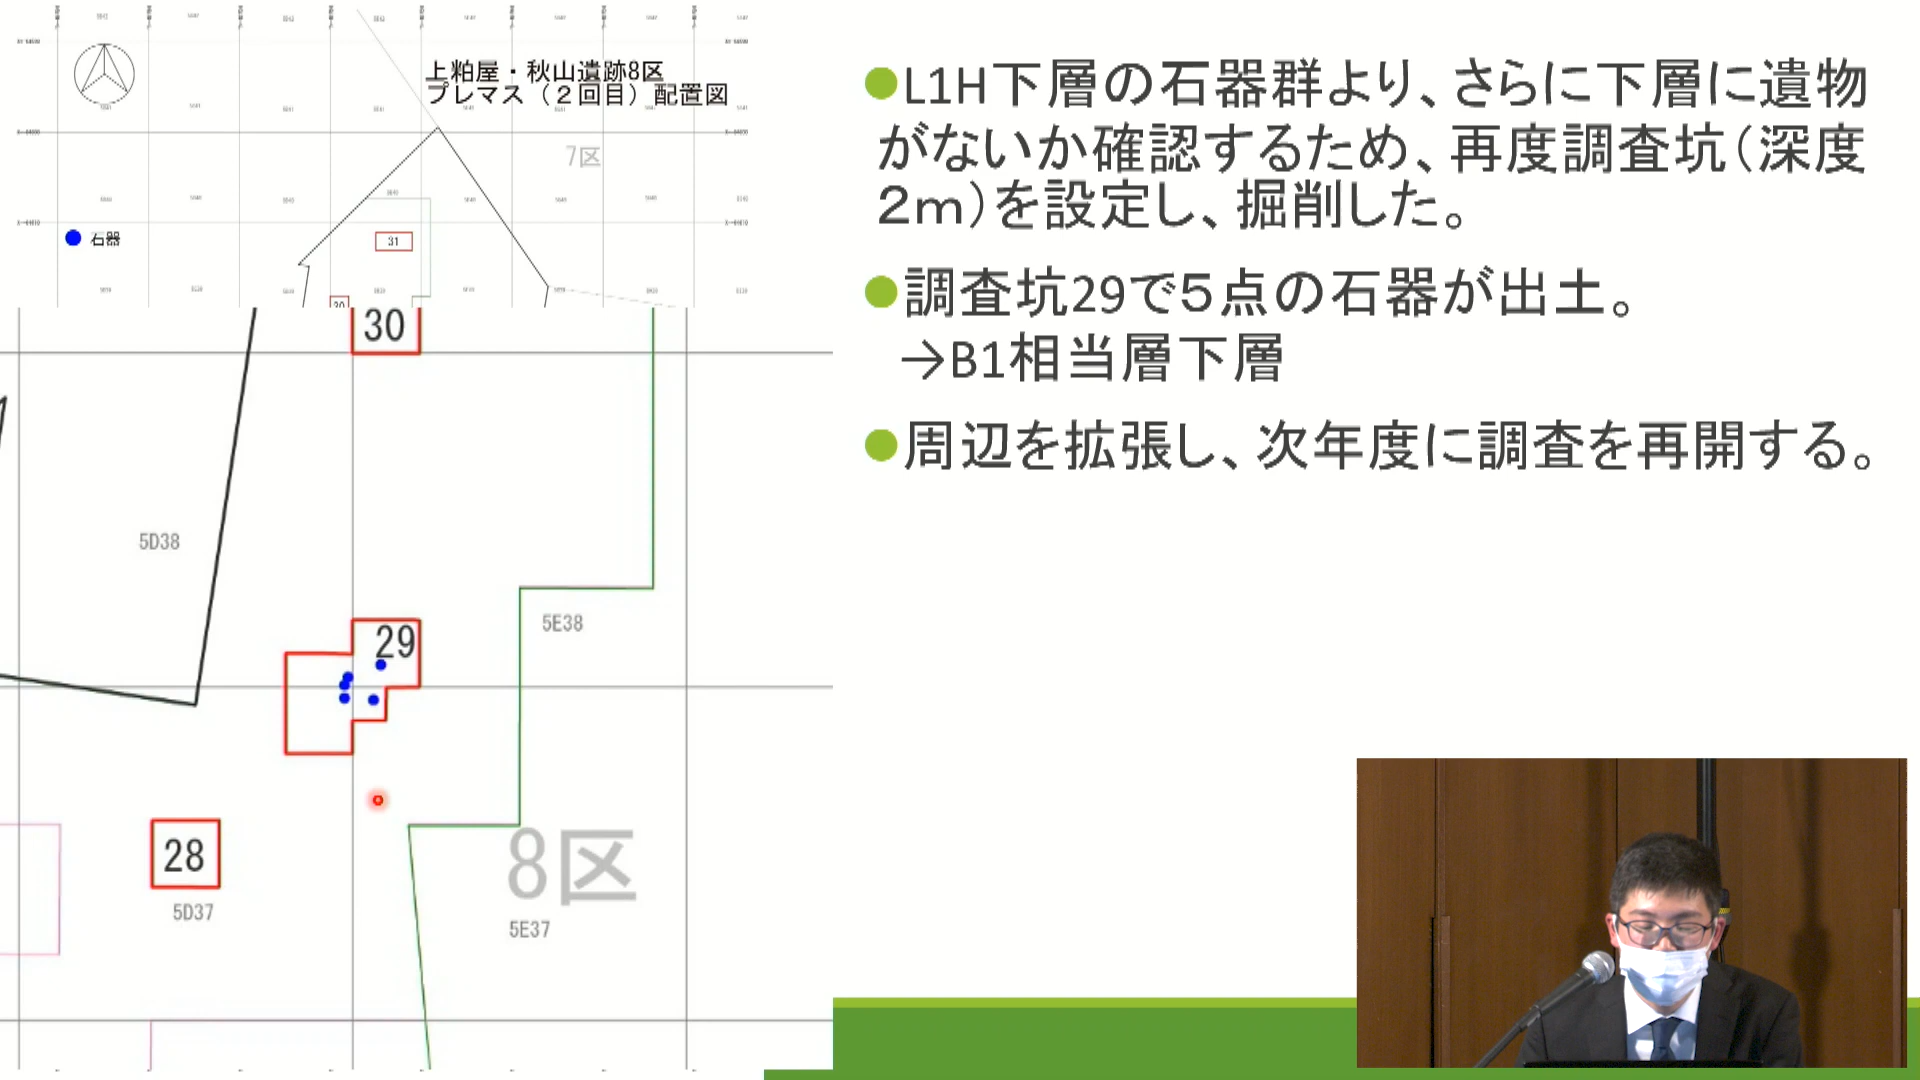 上粕屋・秋山遺跡8区
プレマス（２回目）配置図
7区
石器
31
30
30
5D38
29
5E38
28
8区
5D37
5E37
L1H下層の石器群より、さらに下層に遺物
がないか確認するため、再度調査坑（深度
２ｍ）を設定し、掘削した。
調査坑29で５点の石器が出土。
→B1相当層下層
周辺を拡張し、次年度に調査を再開する。